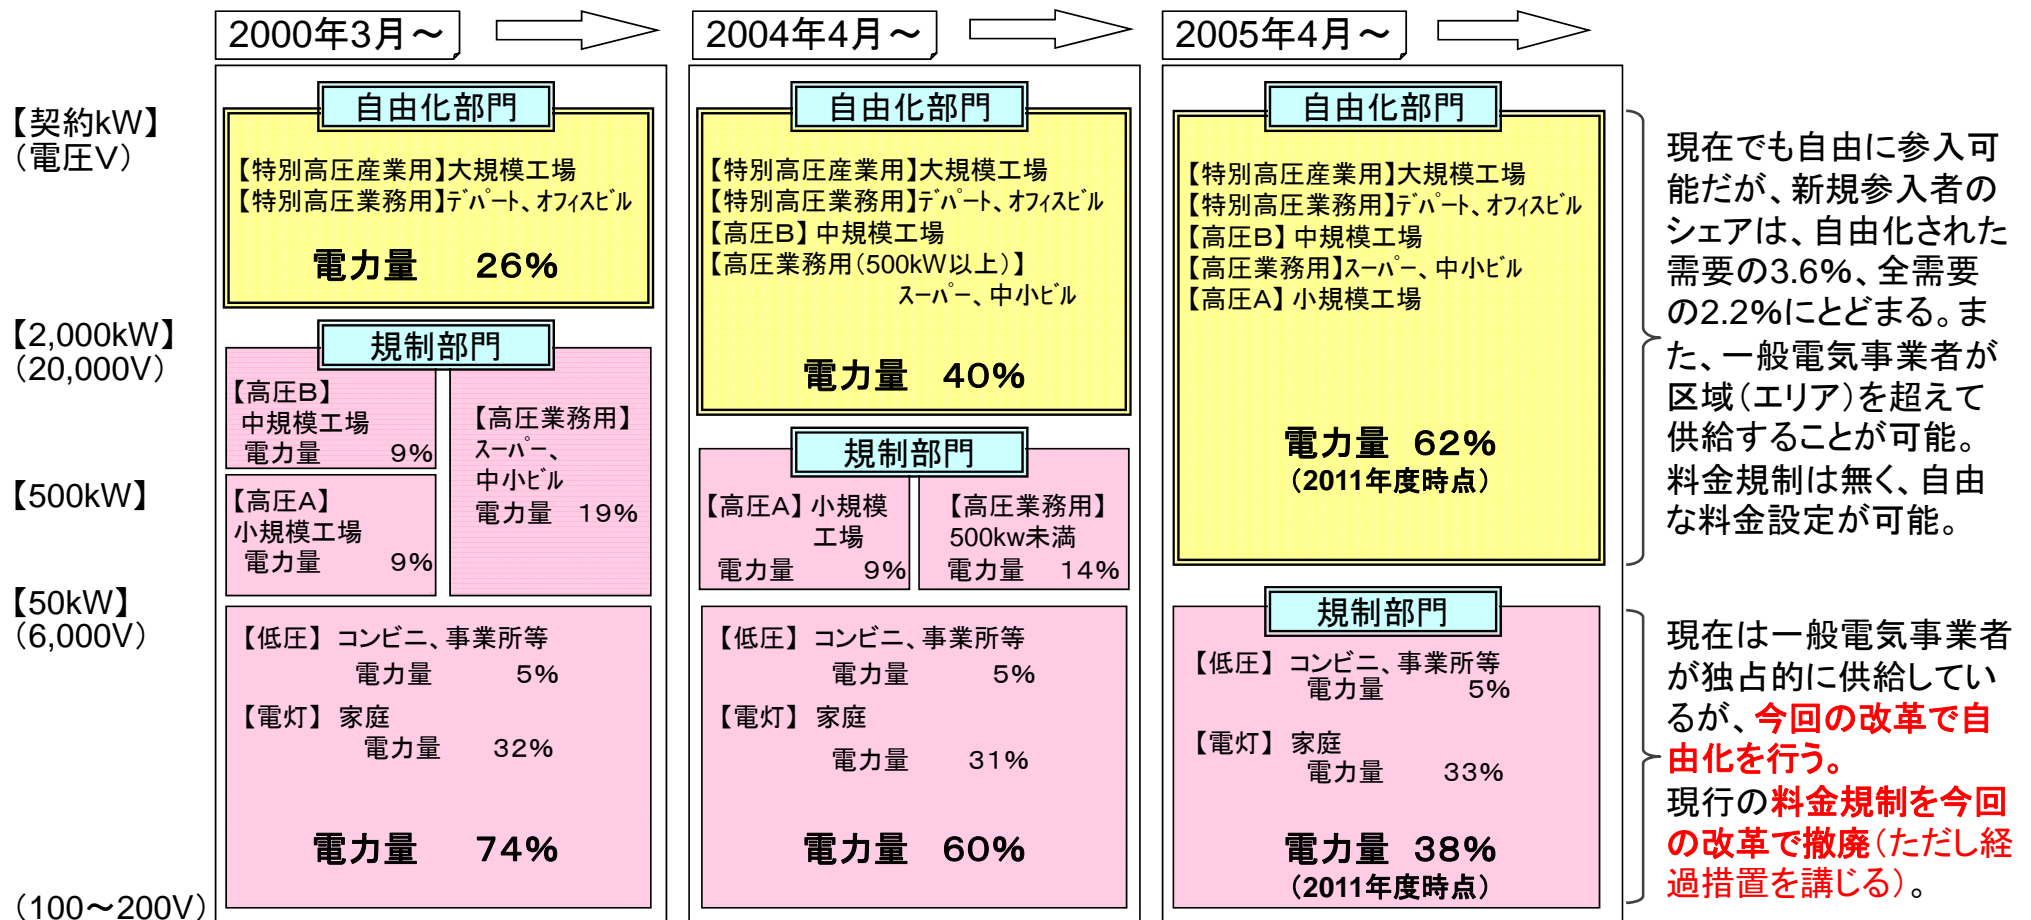 2000年3月～
2004年4月～
2005年4月～
【契約kW】
（電圧V）
【2,000kW】
（20,000V）
【500kW】
【50kW】
（6,000V）
（100～200V）
自由化部門
【特別高圧産業用】大規模工場
【特別高圧業務用】ﾃﾞﾊﾟｰﾄ、ｵﾌｨｽﾋﾞﾙ
電力量　26%
規制部門
【高圧B】
中規模工場
電力量　9%
【高圧A】
小規模工場
電力量　9%
【高圧業務用】
ｽｰﾊﾟｰ、
中小ﾋﾞﾙ
電力量　19%
【低圧】コンビニ、事業所等
電力量　5%
【電灯】家庭
電力量　32%
電力量　74%
自由化部門
【特別高圧産業用】大規模工場
【特別高圧業務用】ﾃﾞﾊﾟｰﾄ、ｵﾌｨｽﾋﾞﾙ
【高圧B】中規模工場
【高圧業務用（500kW以上）】
ｽｰﾊﾟｰ、中小ﾋﾞﾙ
電力量　40%
規制部門
【高圧A】小規模
工場
電力量　9%
【高圧業務用】
500kw未満
電力量　14%
【低圧】コンビニ、事業所等
電力量　5%
【電灯】家庭
電力量　31%
電力量　60%
自由化部門
【特別高圧産業用】大規模工場
【特別高圧業務用】ﾃﾞﾊﾟｰﾄ、ｵﾌｨｽﾋﾞﾙ
【高圧B】中規模工場
【高圧業務用】ｽｰﾊﾟｰ、中小ﾋﾞﾙ
【高圧A】小規模工場
電力量　62%
（2011年度時点）
規制部門
【低圧】コンビニ、事業所等
電力量　5%
【電灯】家庭
電力量　33%
電力量　38%
（2011年度時点）
現在でも自由に参入可
能だが、新規参入者の
シェアは、自由化された
需要の3.6%、全需要
の2.2%にとどまる。ま
た、一般電気事業者が
区域（エリア）を超えて
供給することが可能。
料金規制は無く、自由
な料金設定が可能。
現在は一般電気事業者
が独占的に供給してい
るが、今回の改革で自
由化を行う。
現行の料金規制を今回
の改革で撤廃（ただし経
過措置を講じる）。